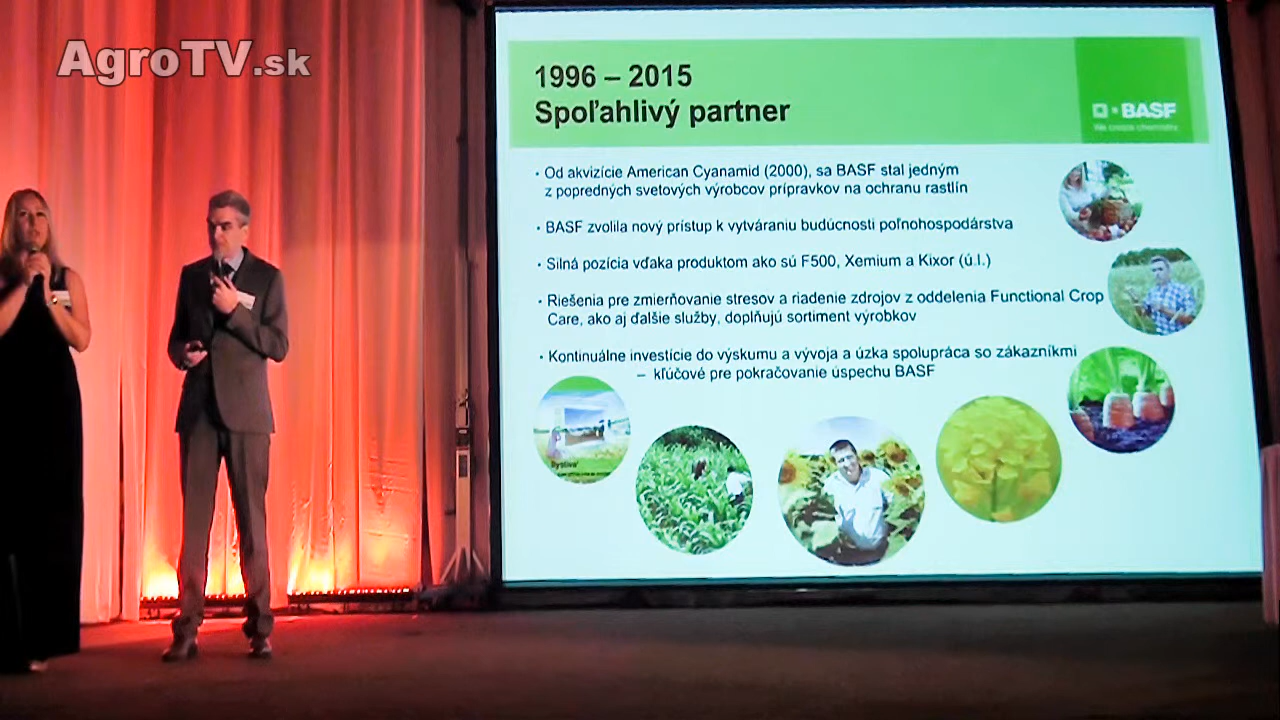 AgroTV.sk
1996 – 2015
Spoľahlivý partner
BASF
We create chemistry
• Od akvizície American Cyanamid (2000), sa BASF stal jedným
z popredných svetových výrobcov prípravkov na ochranu rastlín
• BASF zvolila nový prístup k vytváraniu budúcnosti poľnohospodárstva
• Silná pozícia vďaka produktom ako sú F500, Xemium a Kixor (ú.l.)
• Riešenia pre zmierňovanie stresov a riadenie zdrojov z oddelenia Functional Crop
Care, ako aj ďalšie služby, doplňujú sortiment výrobkov
• Kontinuálne investície do výskumu a vývoja a úzka spolupráca so zákazníkmi
– kľúčové pre pokračovanie úspechu BASF
Systiva